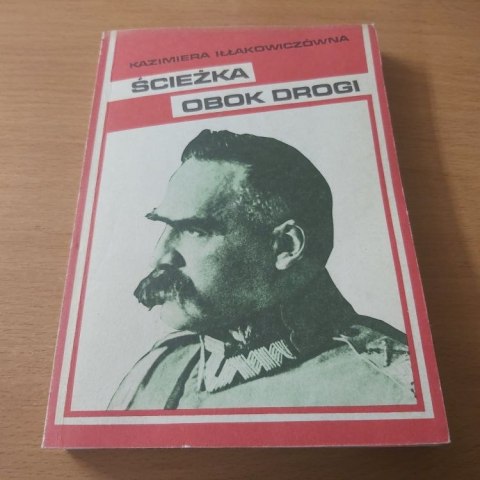 KAZIMIERA IŁŁAKOWICZÓWNA
ŚCIEŻKA
OBOK DROGI